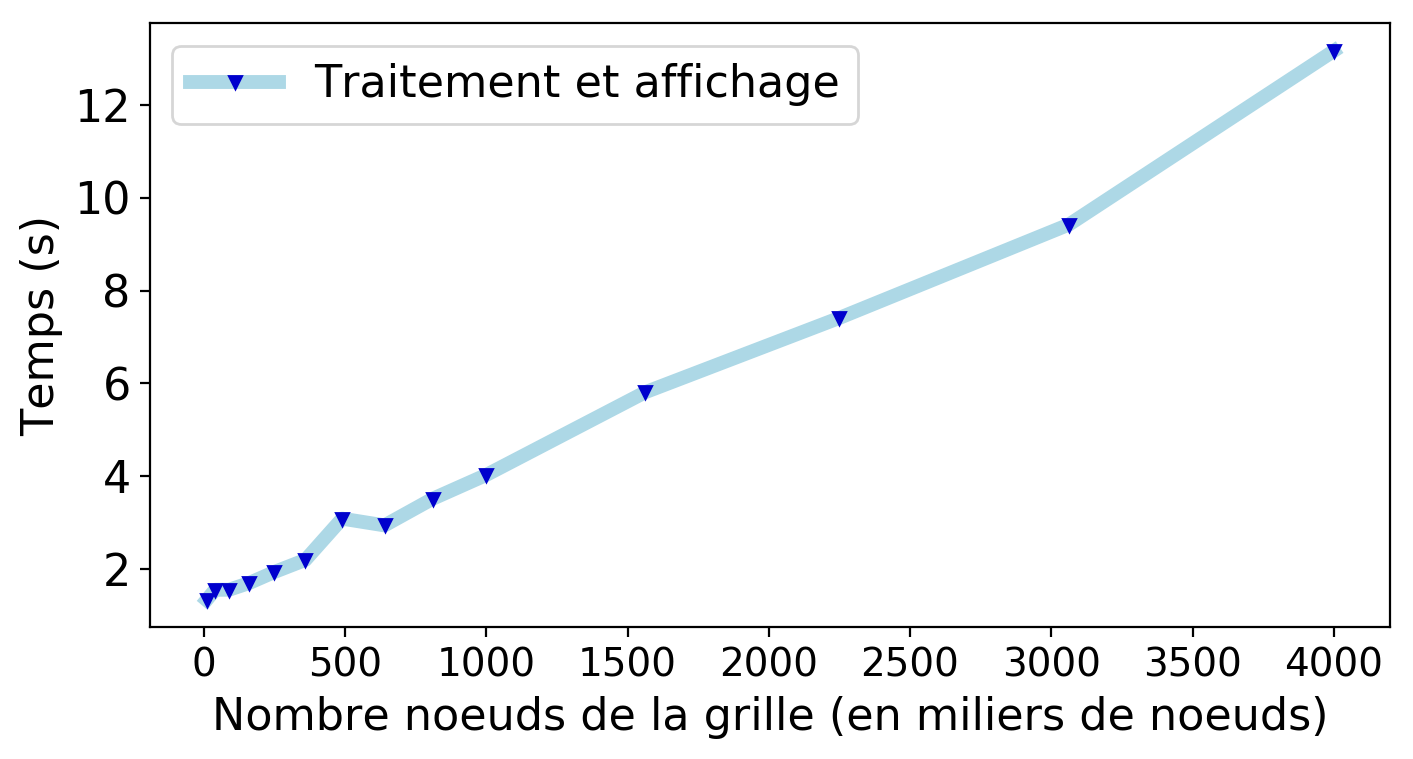 Traitement et affichage
12
10
8
6
4
2
Temps (s)
0 500 1000 1500 2000 2500 3000 3500 4000
Nombre noeuds de la grille (en miliers de noeuds)